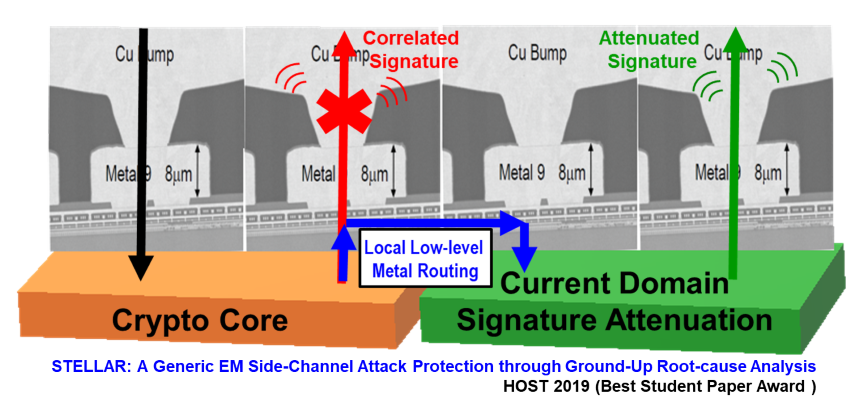 Cu Bump
Cu Bump
Cu Bump
Cu Bump
Correlated
Signature
Attenuated
Signature
Metal 9 8μm
Metal 8μm
Metal 9 8μm
Metal 9 8μm
Local Low-level
Metal Routing
Crypto Core
Current Domain
Signature Attenuation
STELLAR: A Generic EM Side-Channel Attack Protection through Ground-Up Root-cause Analysis
HOST 2019 (Best Student Paper Award )